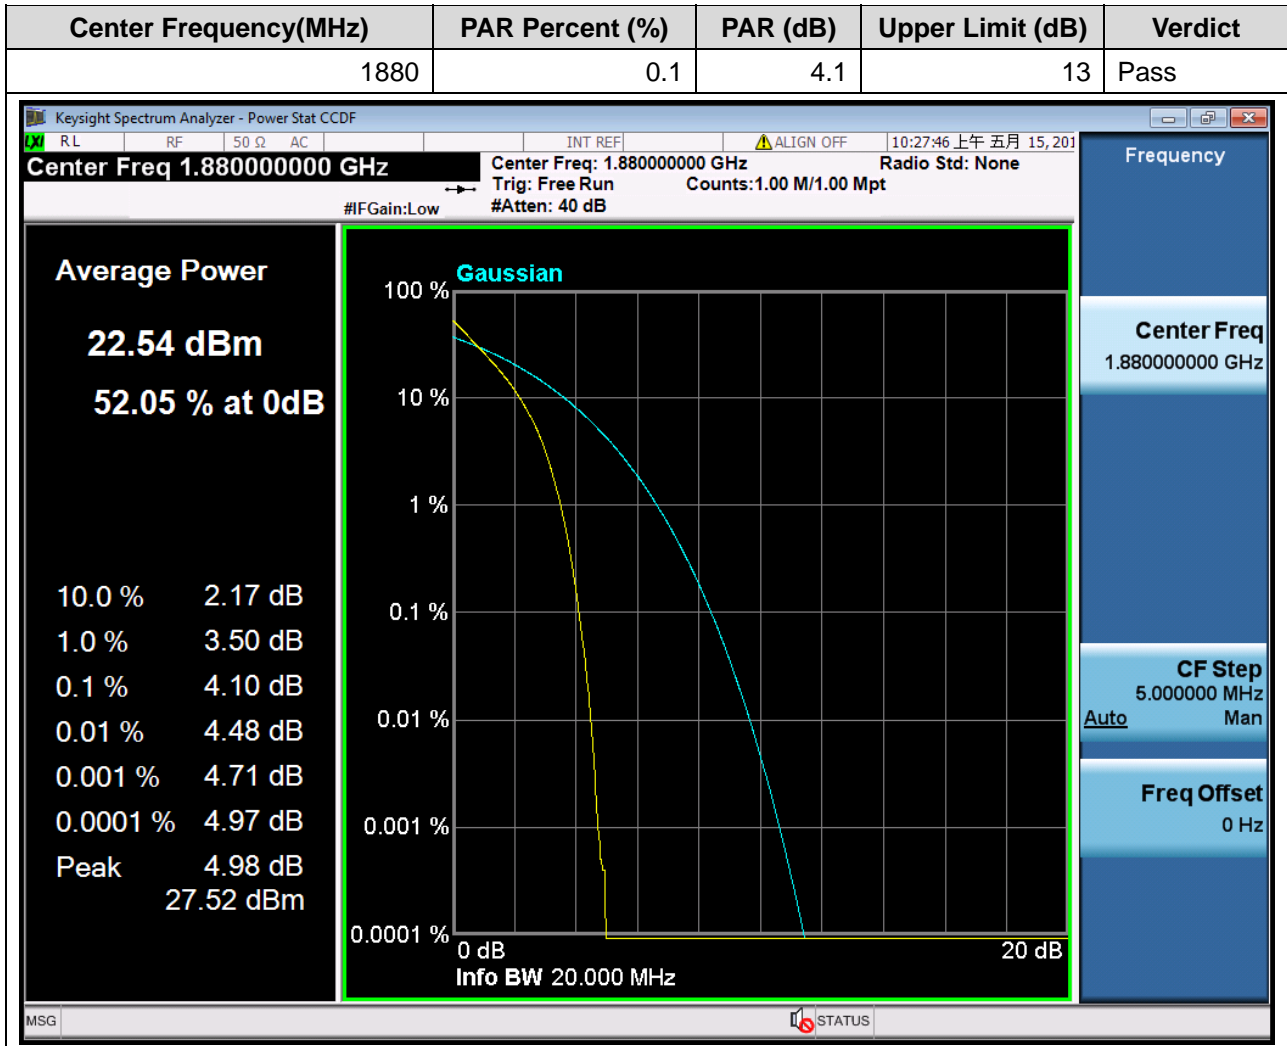 Center Frequency(MHz) PAR Percent (%) PAR (dB) Upper Limit (dB) Verdict
1880 0.1 4.1 13 Pass
Keysight Spectrum Analyzer - Power Stat CCDF
LXI RL RF 50 Ω AC INT REF ALIGN OFF 10:27:46 上午 五月 15, 201
Center Freq 1.880000000 GHz
Center Freq: 1.880000000 GHz Radio Std: None
Trig: Free Run Counts:1.00 M/1.00 Mpt
#IFGain:Low #Atten: 40 dB
Average Power
22.54 dBm
52.05 % at 0dB
10.0 % 2.17 dB
1.0 % 3.50 dB
0.1 % 4.10 dB
0.01 % 4.48 dB
0.001 % 4.71 dB
0.0001 % 4.97 dB
Peak 4.98 dB
27.52 dBm
Gaussian
100 %
10 %
1 %
0.1 %
0.01 %
0.001 %
0.0001 %
0 dB 20 dB
Info BW 20.000 MHz
Frequency
Center Freq
1.880000000 GHz
CF Step
5.000000 MHz
Auto Man
Freq Offset
0 Hz
MSG STATUS